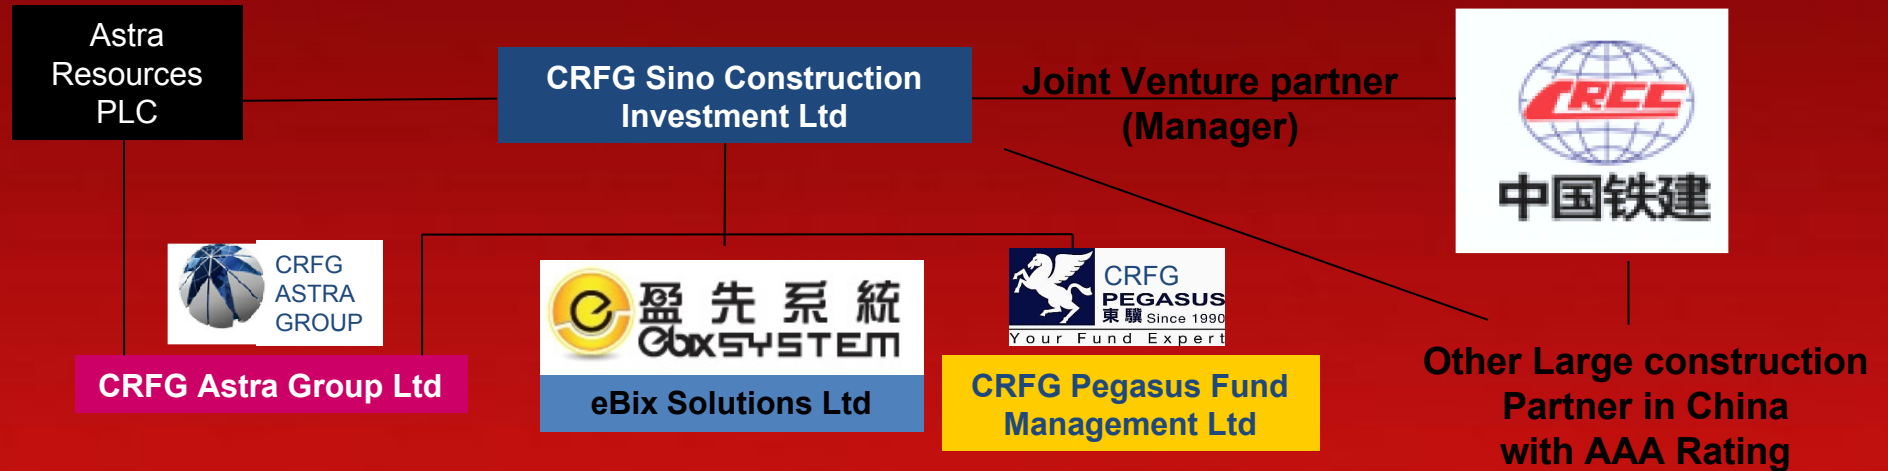 Astra
Resources
PLC
CRFG Sino Construction
Investment Ltd
Joint Venture partner
(Manager)
CRCC
中国铁建
CRFG
ASTRA
GROUP
CRFG Astra Group Ltd
e
盈先系統
ebixSYSTEM
eBix Solutions Ltd
CRFG
PEGASUS
東驥 Since 1990
Your Fund Expert
CRFG Pegasus Fund
Management Ltd
Other Large construction
Partner in China
with AAA Rating